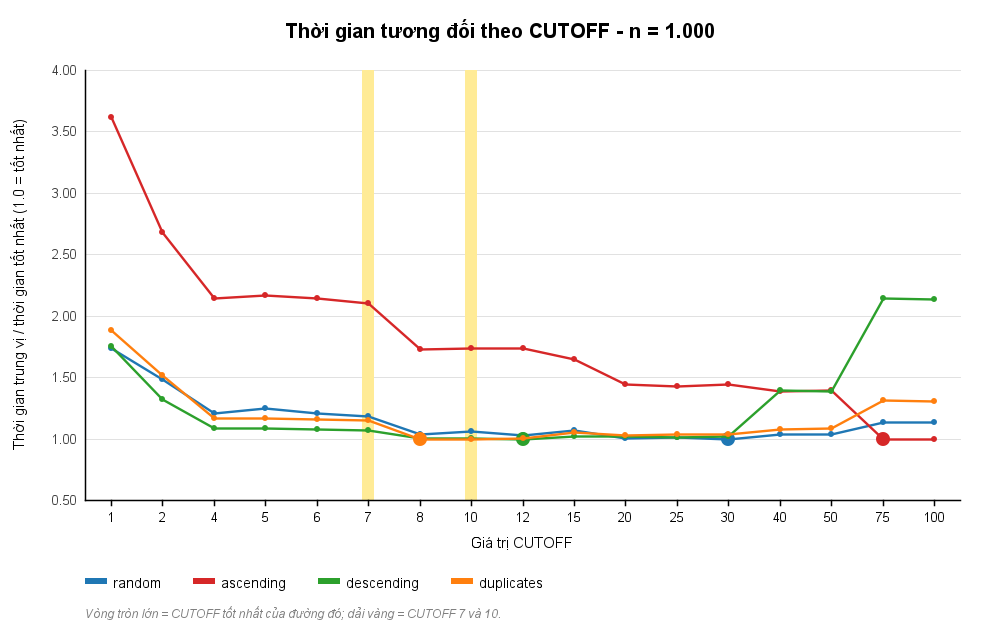 Thời gian tương đối theo CUTOFF - n = 1.000
Thời gian trung vị / thời gian tốt nhất (1.0 = tốt nhất)
4.00
3.50
3.00
2.50
2.00
1.50
1.00
0.50
1 2 4 5 6 7 8 10 12 15 20 25 30 40 50 75 100
Giá trị CUTOFF
random ascending descending duplicates
Vòng tròn lớn = CUTOFF tốt nhất của đường đó; dải vàng = CUTOFF 7 và 10.